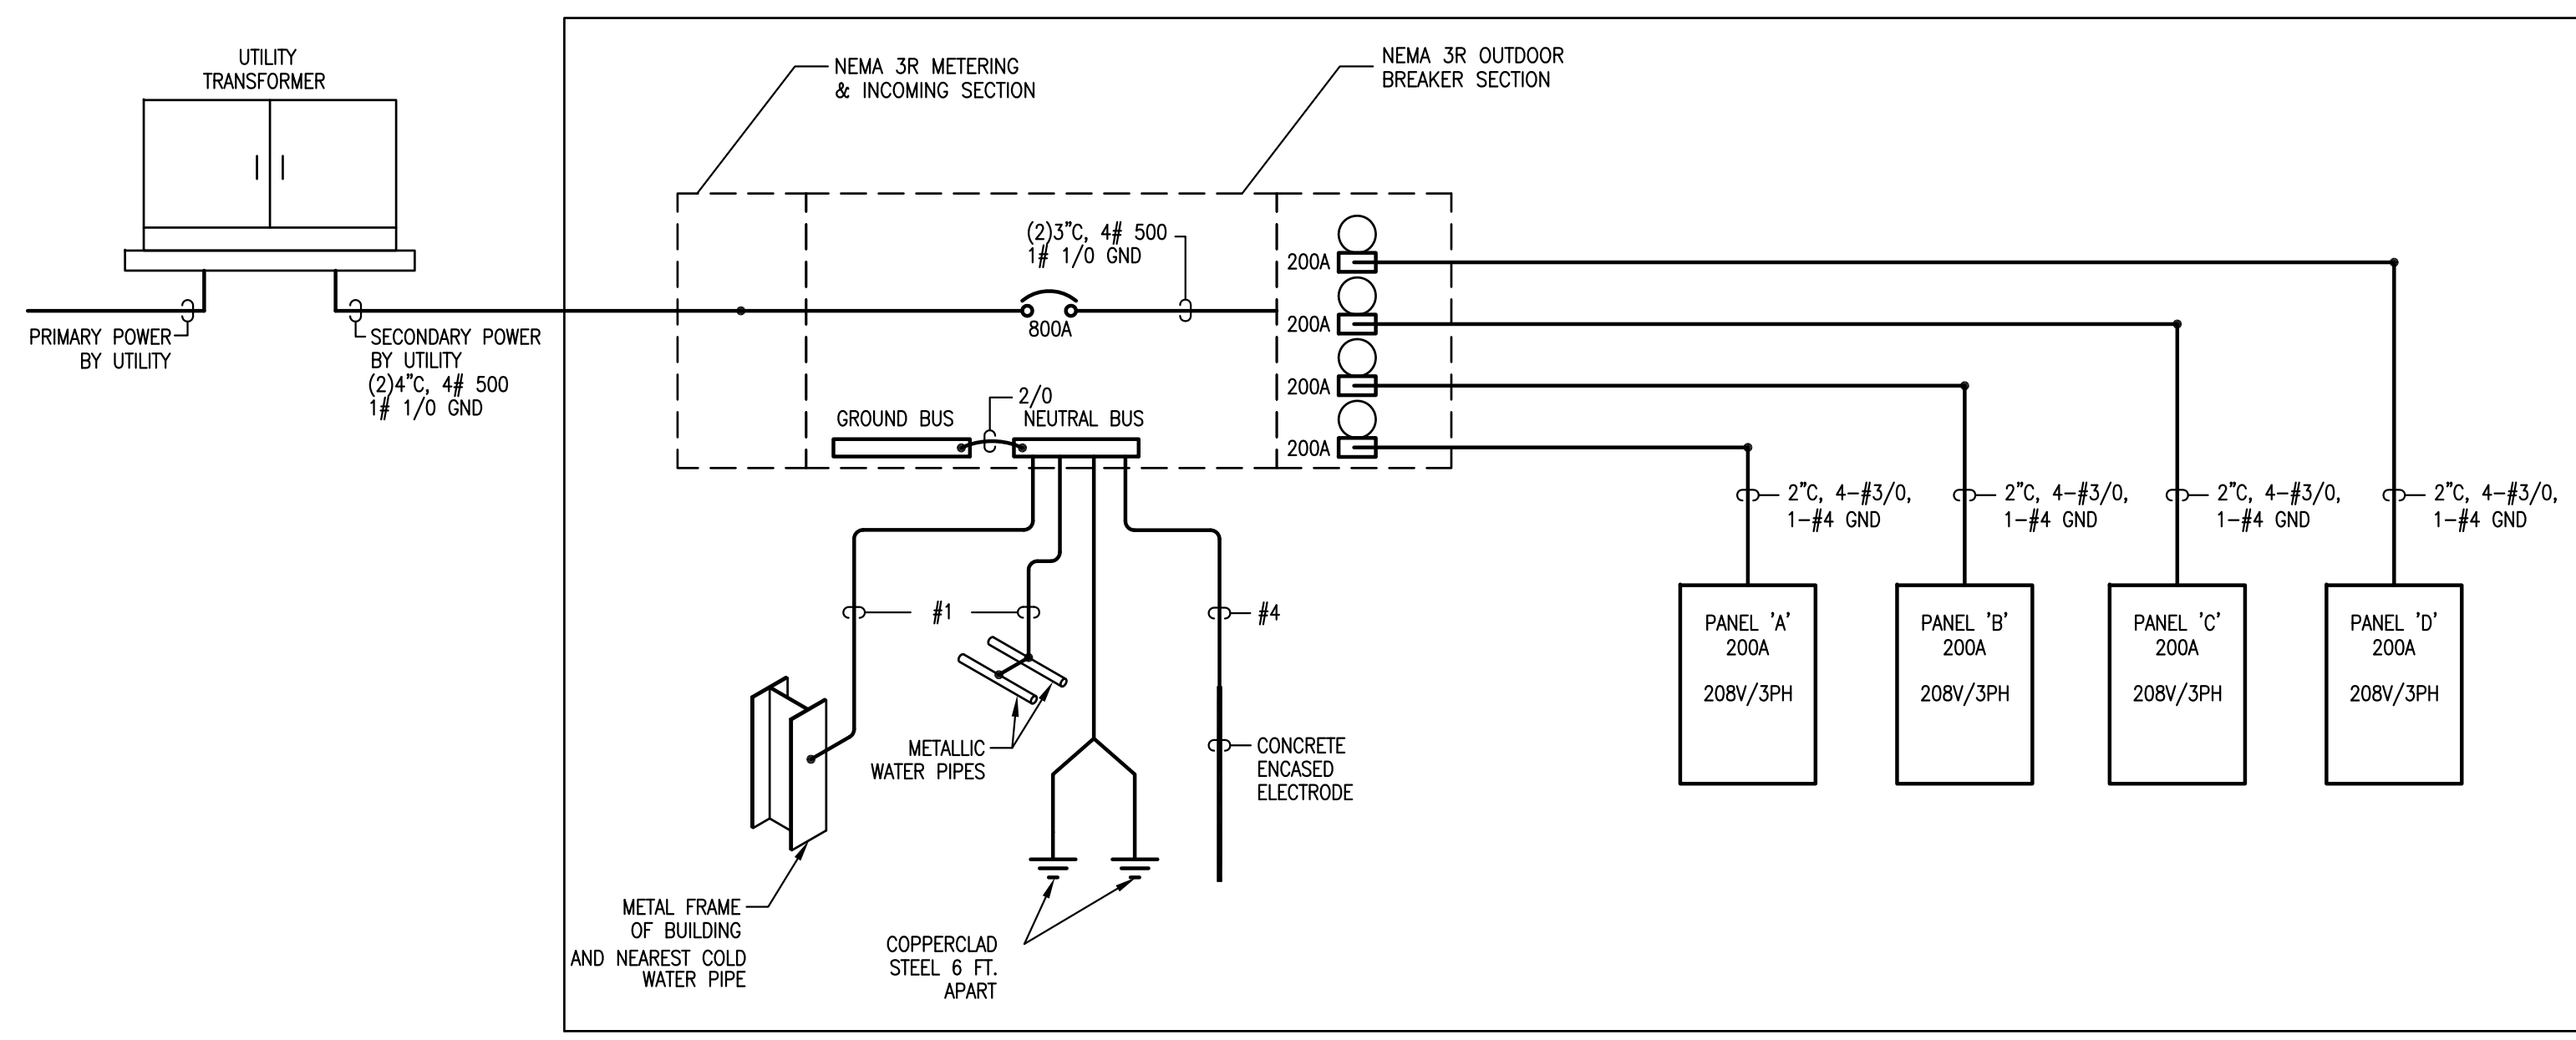 UTILITY
TRANSFORMER
NEMA 3R METERING
& INCOMING SECTION
NEMA 3R OUTDOOR
BREAKER SECTION
(2)3"C, 4# 500
1# 1/0 GND
800A
200A
200A
200A
200A
PRIMARY POWER
BY UTILITY
SECONDARY POWER
BY UTILITY
(2)4"C, 4# 500
1# 1/0 GND
2/0
GROUND BUS
NEUTRAL BUS
2"C, 4-#3/0,
1-#4 GND
2"C, 4-#3/0,
1-#4 GND
2"C, 4-#3/0,
1-#4 GND
2"C, 4-#3/0,
1-#4 GND
#1
#4
PANEL 'A'
200A
208V/3PH
PANEL 'B'
200A
208V/3PH
PANEL 'C'
200A
208V/3PH
PANEL 'D'
200A
208V/3PH
METALLIC
WATER PIPES
CONCRETE
ENCASED
ELECTRODE
METAL FRAME
OF BUILDING
AND NEAREST COLD
WATER PIPE
COPPERCLAD
STEEL 6 FT.
APART